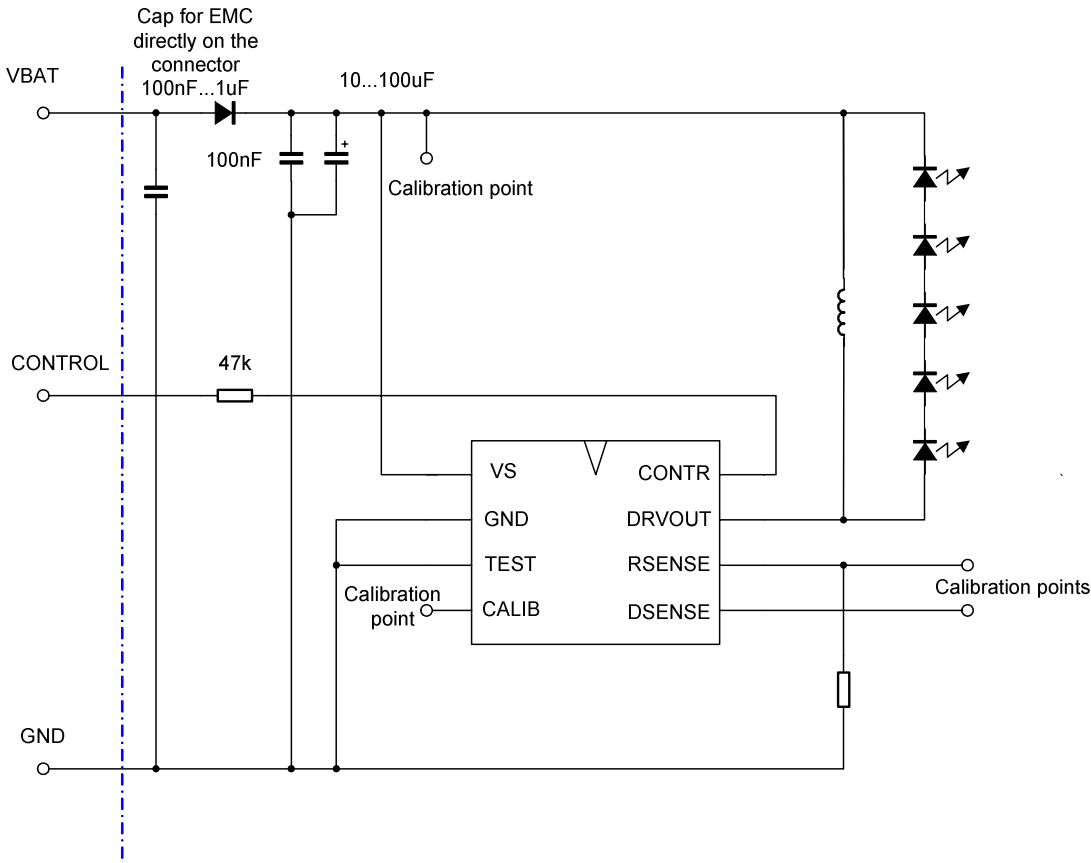 Cap for EMC
directly on the
connector
100nF...1uF
VBAT
10...100uF
100nF
+
Calibration point
CONTROL
47k
VS
CONTR
GND
DRVOUT
TEST
RSENSE
Calibration
point
CALIB
DSENSE
Calibration points
GND